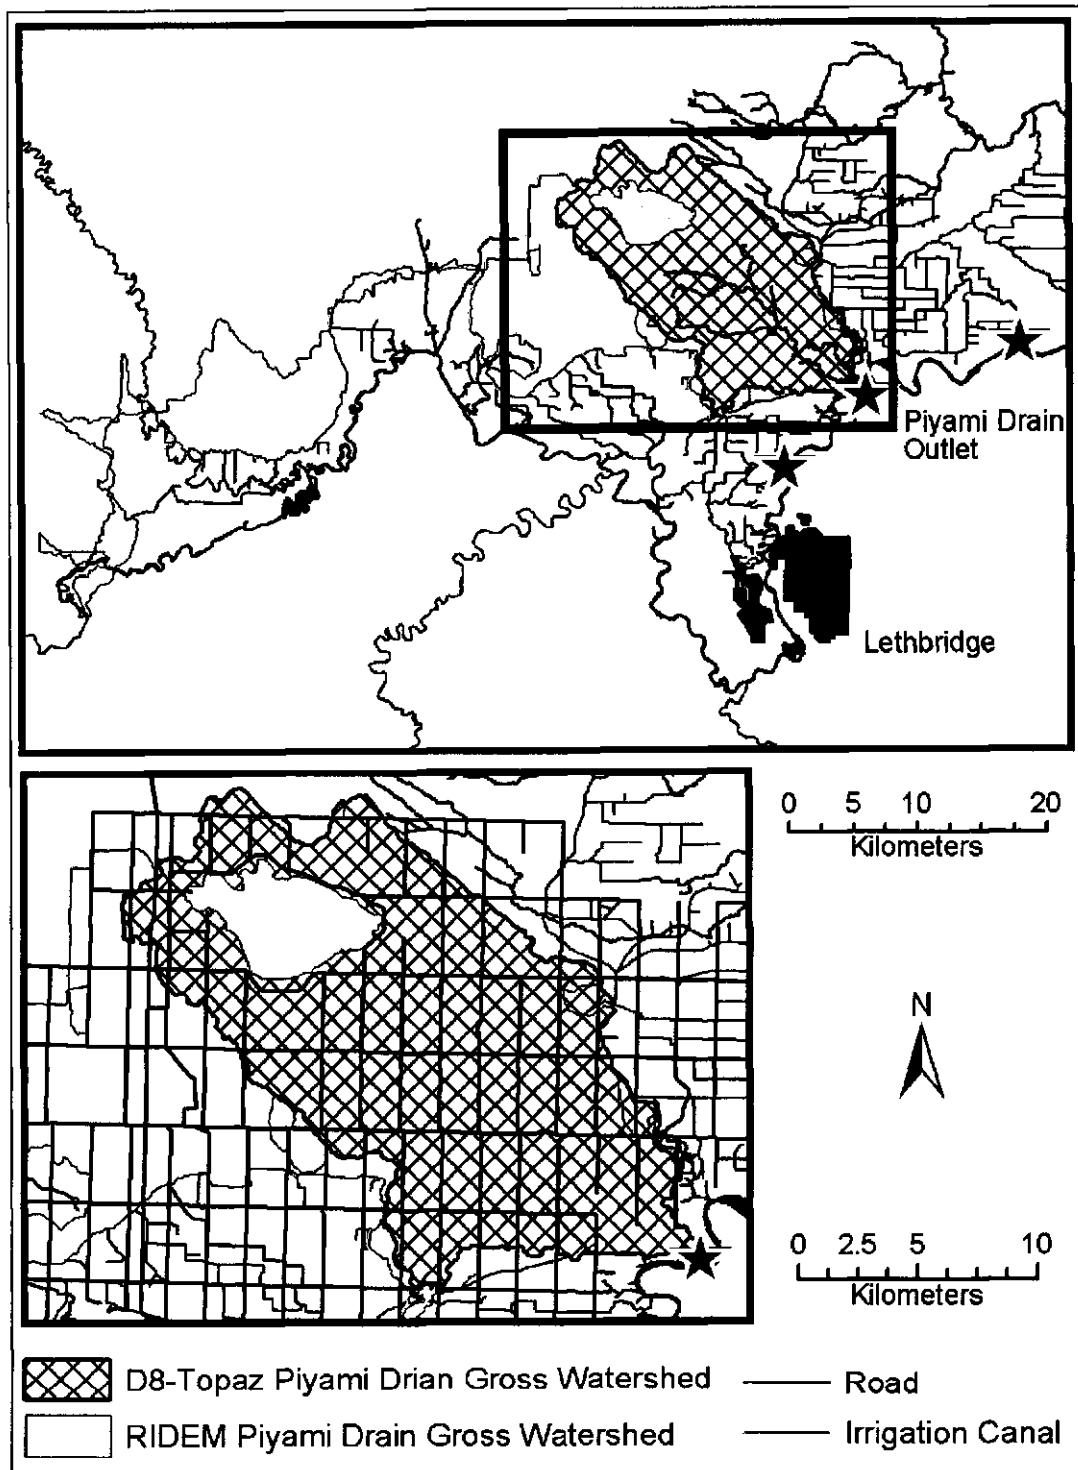 Piyami Drain
Outlet
Lethbridge
0 5 10 20
Kilometers
N
0 2.5 5 10
Kilometers
D8-Topaz Piyami Drian Gross Watershed
Road
RIDEM Piyami Drain Gross Watershed
Irrigation Canal